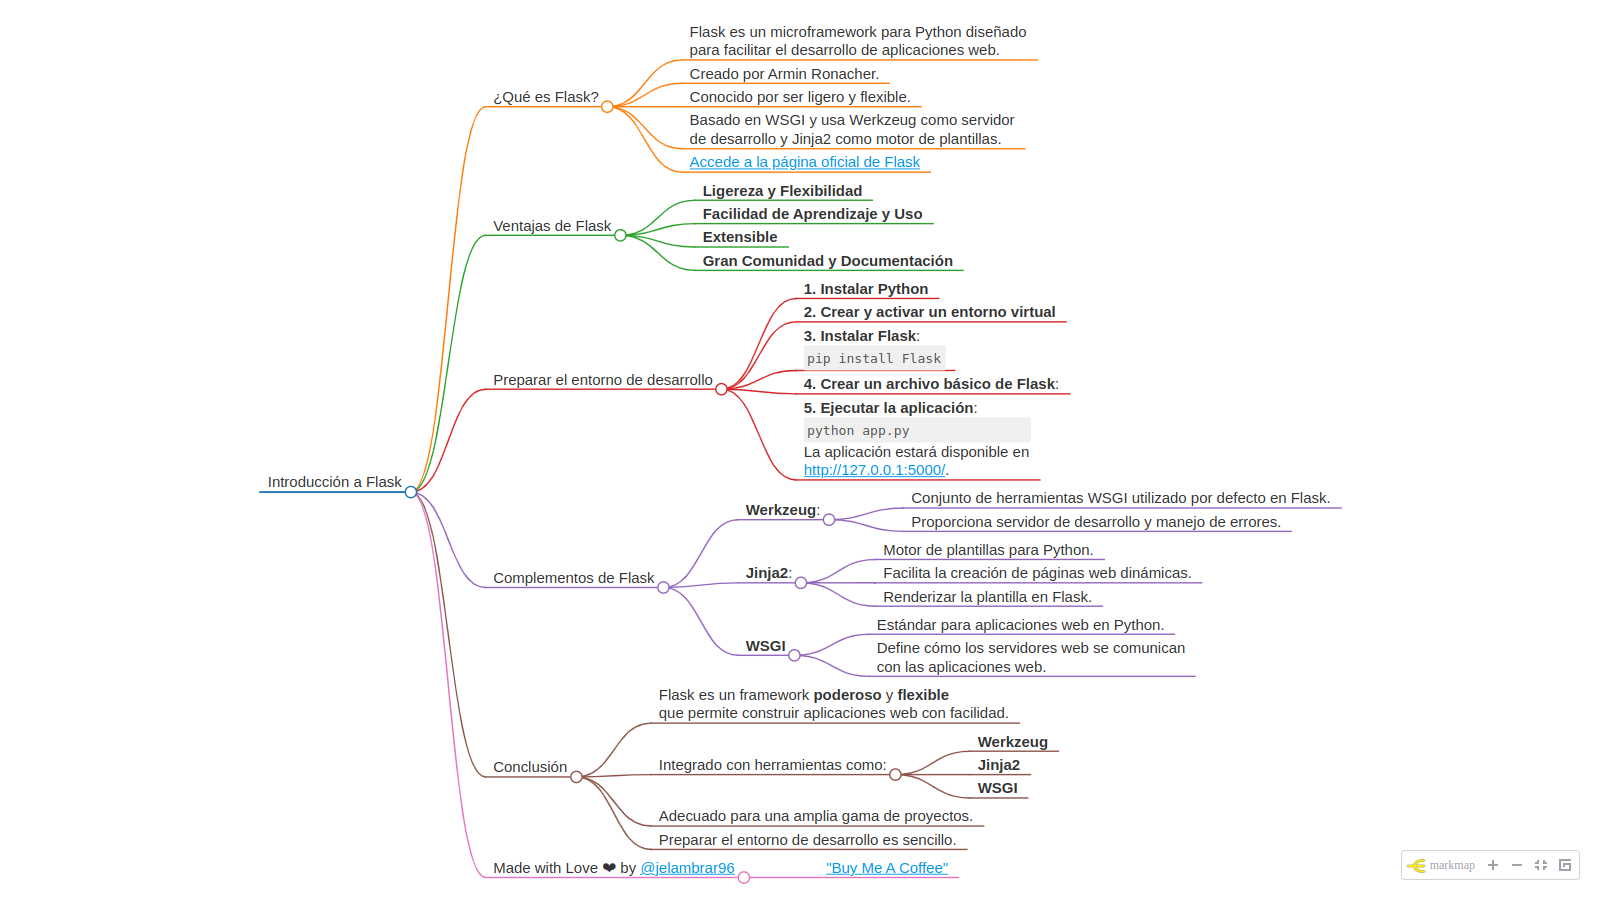 Introducción a Flask
¿Qué es Flask?
Flask es un microframework para Python diseñado
para facilitar el desarrollo de aplicaciones web.
Creado por Armin Ronacher.
Conocido por ser ligero y flexible.
Basado en WSGI y usa Werkzeug como servidor
de desarrollo y Jinja2 como motor de plantillas.
Accede a la página oficial de Flask
Ventajas de Flask
Ligereza y Flexibilidad
Facilidad de Aprendizaje y Uso
Extensible
Gran Comunidad y Documentación
Preparar el entorno de desarrollo
1. Instalar Python
2. Crear y activar un entorno virtual
3. Instalar Flask:
pip install Flask
4. Crear un archivo básico de Flask:
5. Ejecutar la aplicación:
python app.py
La aplicación estará disponible en
http://127.0.0.1:5000/.
Complementos de Flask
Werkzeug:
Conjunto de herramientas WSGI utilizado por defecto en Flask.
Proporciona servidor de desarrollo y manejo de errores.
Jinja2:
Motor de plantillas para Python.
Facilita la creación de páginas web dinámicas.
Renderizar la plantilla en Flask.
WSGI
Estándar para aplicaciones web en Python.
Define cómo los servidores web se comunican
con las aplicaciones web.
Conclusión
Flask es un framework poderoso y flexible
que permite construir aplicaciones web con facilidad.
Integrado con herramientas como:
Werkzeug
Jinja2
WSGI
Adecuado para una amplia gama de proyectos.
Preparar el entorno de desarrollo es sencillo.
Made with Love ❤ by @jelambrar96
"Buy Me A Coffee"
markmap